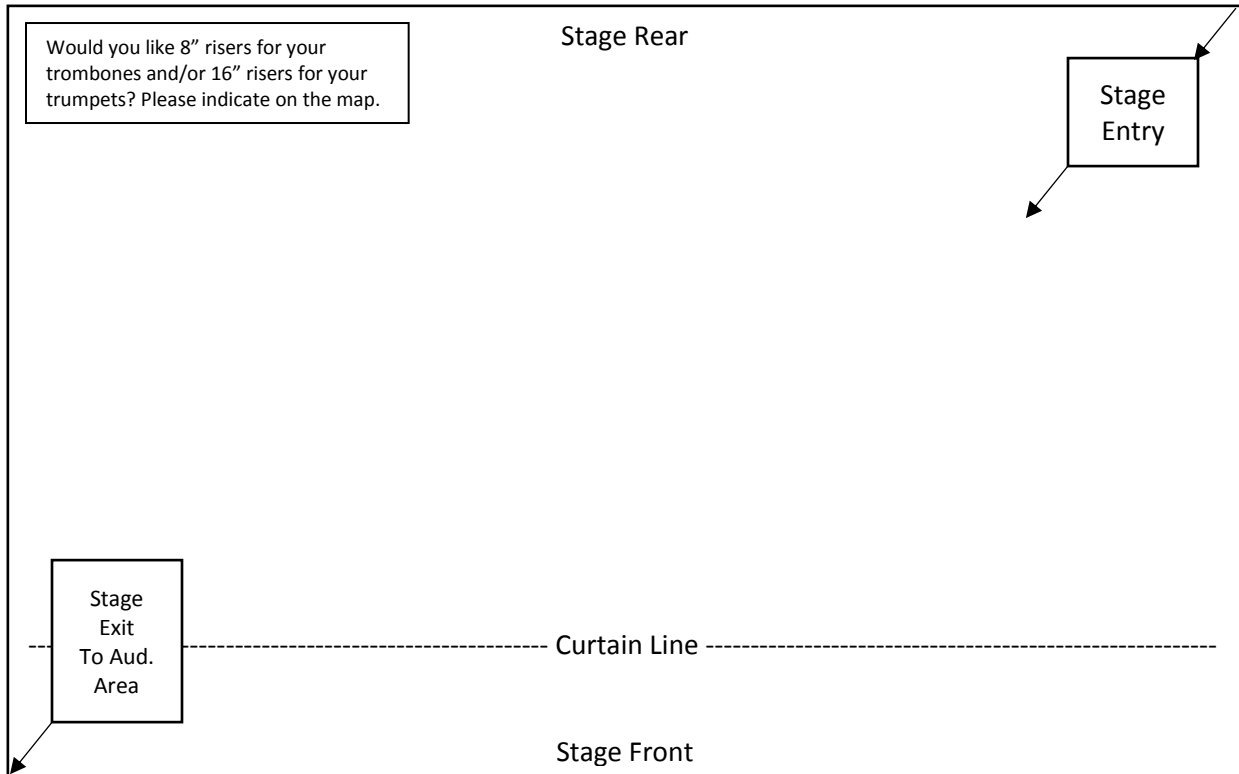 Would you like 8” risers for your
trombones and/or 16” risers for your
trumpets? Please indicate on the map.
Stage Rear
Stage
Entry
Stage
Exit
To Aud.
Area
Curtain Line
Stage Front